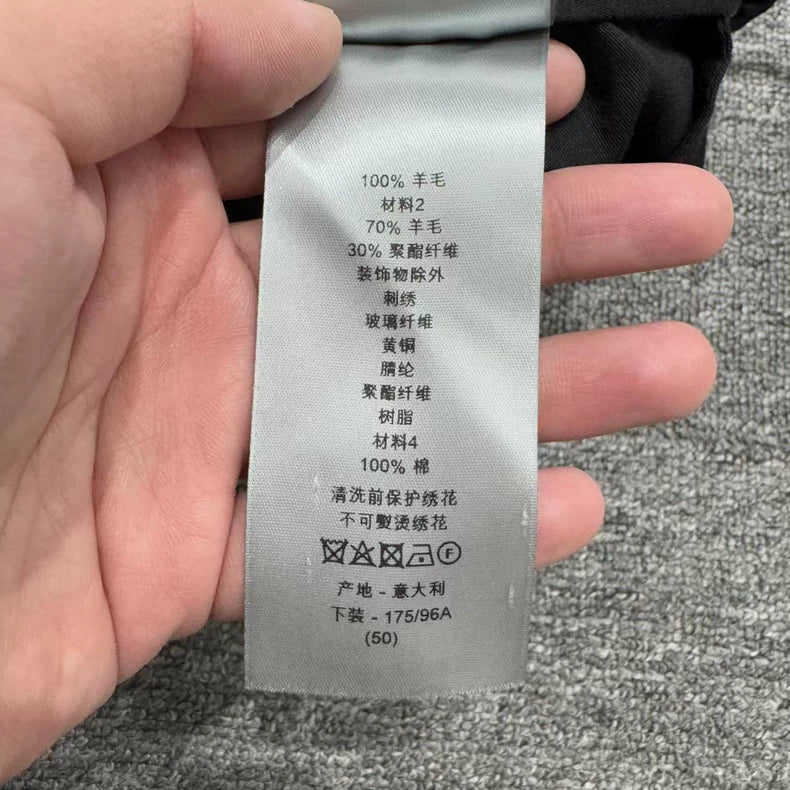 100% 羊毛
材料2
70% 羊毛
30% 聚酯纤维
装饰物除外
刺绣
玻璃纤维
黄铜
腈纶
聚酯纤维
树脂
材料4
100% 棉
清洗前保护绣花
不可熨烫绣花
F
产地 - 意大利
下装 - 175/96A
(50)